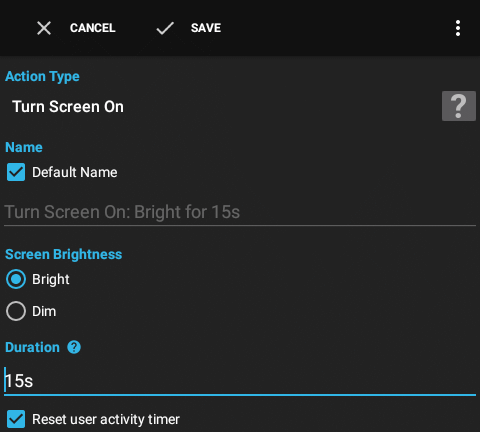 CANCEL SAVE
Action Type
Turn Screen On
?
Name
Default Name
Turn Screen On: Bright for 15s
Screen Brightness
Bright
Dim
Duration ?
15s
Reset user activity timer